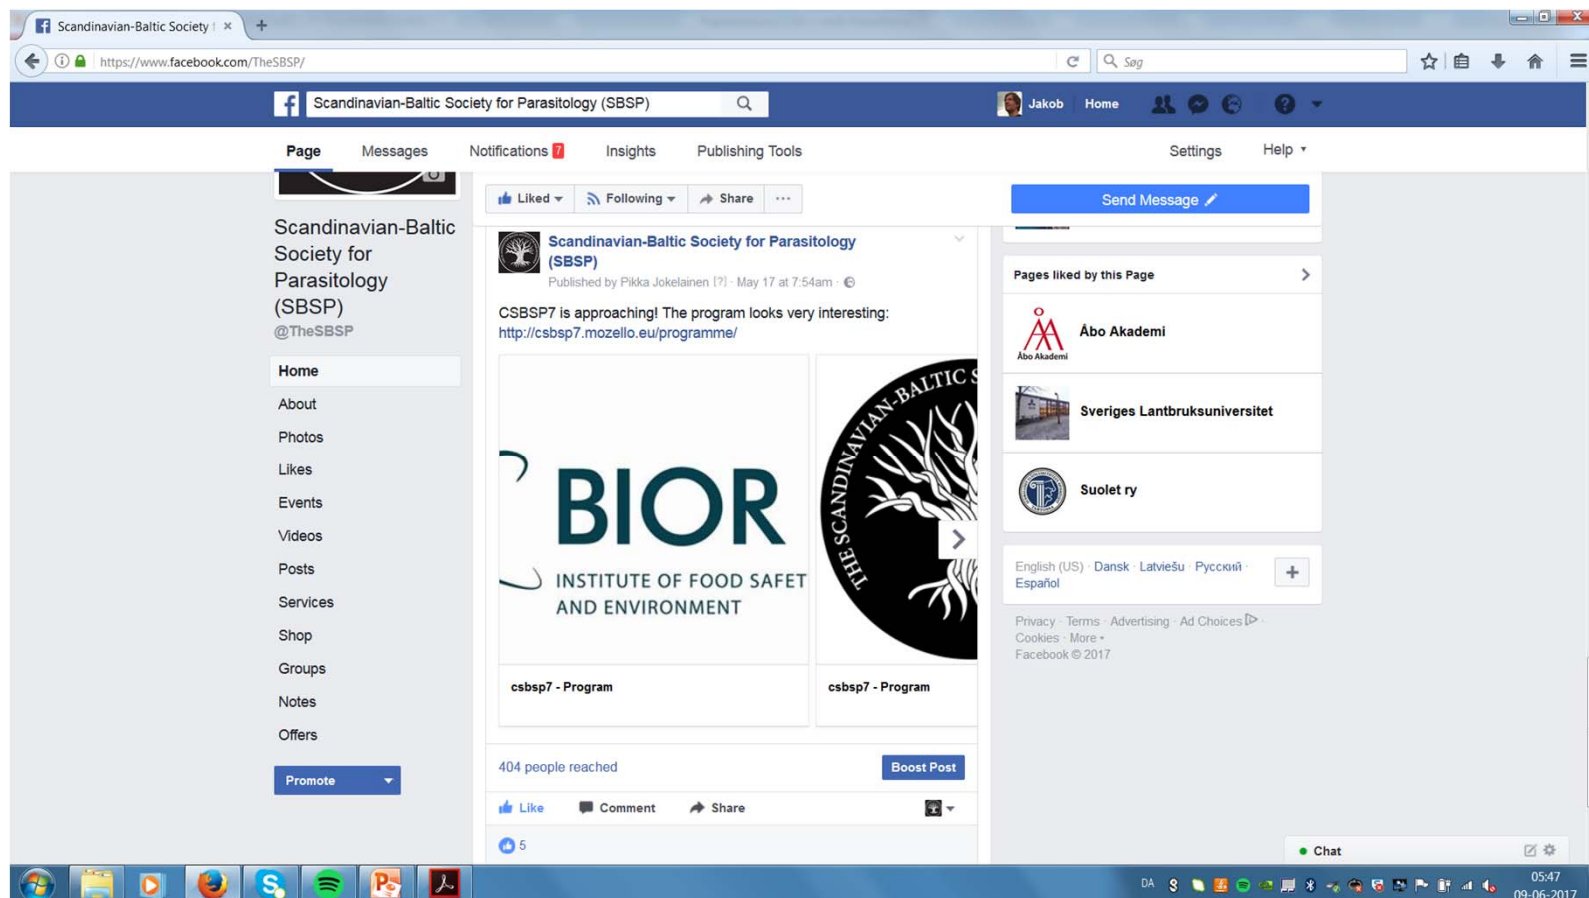 Scandinavian-Baltic Society f
https://www.facebook.com/TheSBSP/
Søg
Scandinavian-Baltic Society for Parasitology (SBSP)
Jakob Home
Page Messages Notifications 7 Insights Publishing Tools Settings Help
Liked Following Share ... Send Message
Scandinavian-Baltic
Society for
Parasitology
(SBSP)
@TheSBSP
Home
About
Photos
Likes
Events
Videos
Posts
Services
Shop
Groups
Notes
Offers
Promote
Scandinavian-Baltic Society for Parasitology
(SBSP)
Published by Pikka Jokelainen [?] · May 17 at 7:54am ·
CSBSP7 is approaching! The program looks very interesting:
http://csbsp7.mozello.eu/programme/
BIOR
INSTITUTE OF FOOD SAFET
AND ENVIRONMENT
THE SCANDINAVIAN-BALTIC S
csbsp7 - Program
csbsp7 - Program
404 people reached
Boost Post
Like Comment Share
5
Pages liked by this Page
Åbo Akademi
Åbo Akademi
Sveriges Lantbruksuniversitet
Suolet ry
English (US) · Dansk · Latviešu · Русский ·
Español
Privacy · Terms · Advertising · Ad Choices ·
Cookies · More
Facebook © 2017
Chat
DA
05:47
09-06-2017